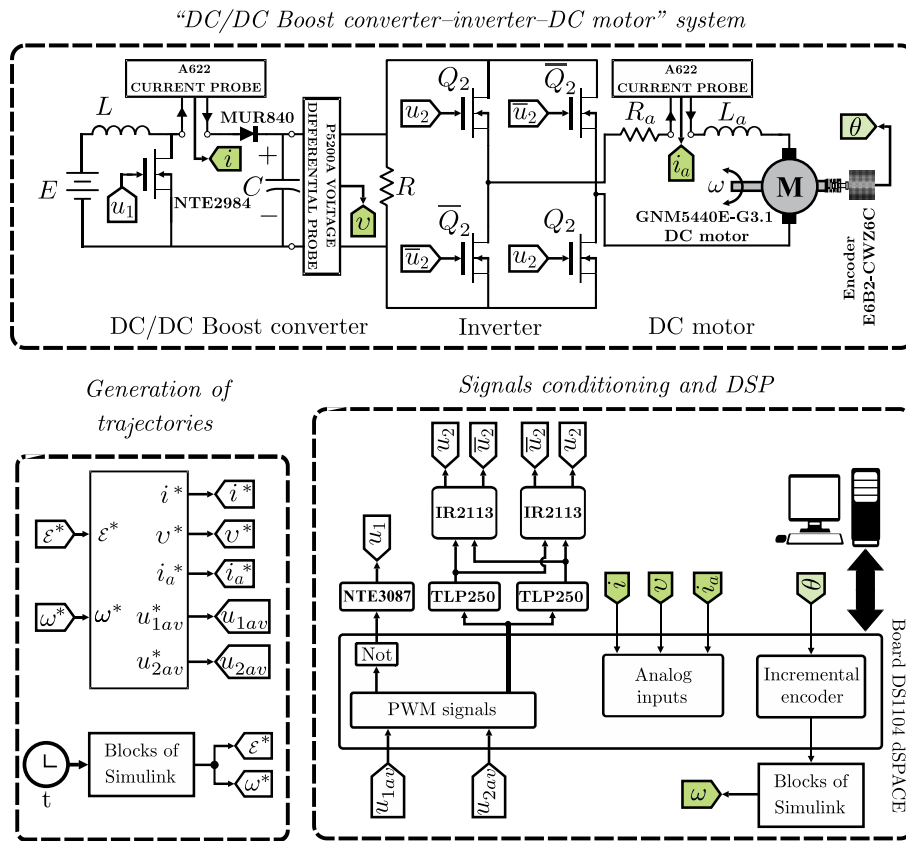 “DC/DC Boost converter–inverter–DC motor” system
A622
CURRENT PROBE
L
MUR840
i
E
u₁
NTE2984
+
C
−
P5200A VOLTAGE
DIFFERENTIAL PROBE
v
R
Q₂
u₂
Q̅₂
u̅₂
Q̅₂
u̅₂
Q₂
u₂
A622
CURRENT PROBE
Rₐ
iₐ
Lₐ
θ
ω
M
GNM5440E-G3.1
DC motor
Encoder
E6B2-CWZ6C
DC/DC Boost converter
Inverter
DC motor
Generation of
trajectories
ℰ*
ω*
ℰ*
ω*
i*
v*
iₐ*
u*₁ₐᵥ
u*₂ₐᵥ
i*
v*
iₐ*
u₁ₐᵥ
u₂ₐᵥ
t
Blocks of
Simulink
ℰ*
ω*
Signals conditioning and DSP
u₂
u̅₂
u̅₂
u₂
IR2113
IR2113
u₁
NTE3087
TLP250
TLP250
i
v
iₐ
θ
Not
PWM signals
Analog
inputs
Incremental
encoder
Board DS1104 dSPACE
u₁ₐᵥ
u₂ₐᵥ
ω
Blocks of
Simulink